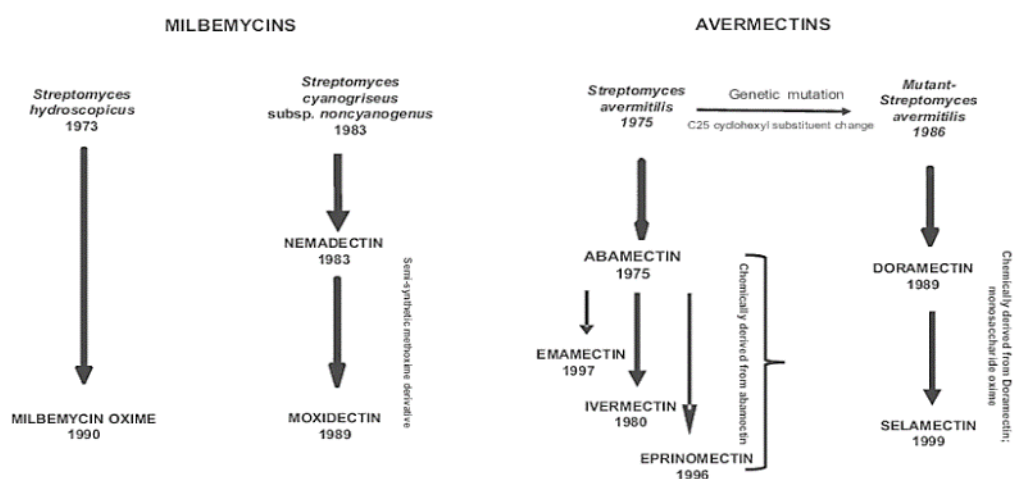 MILBEMYCINS
Streptomyces
hydroscopicus
1973
Streptomyces
cyanogriseus
subsp. noncyanogenus
1983
NEMADECTIN
1983
Semi-synthetic methoxime derivative
MILBEMYCIN OXIME
1990
MOXIDECTIN
1989
AVERMECTINS
Streptomyces
avermitilis
1975
Genetic mutation
C25 cyclohexyl substituent change
Mutant-
Streptomyces
avermitilis
1986
ABAMECTIN
1975
EMAMECTIN
1997
IVERMECTIN
1980
EPRINOMECTIN
1996
Chemically derived from abamectin
DORAMECTIN
1989
Chemically derived from Doramectin;
monosaccharide oxime
SELAMECTIN
1999